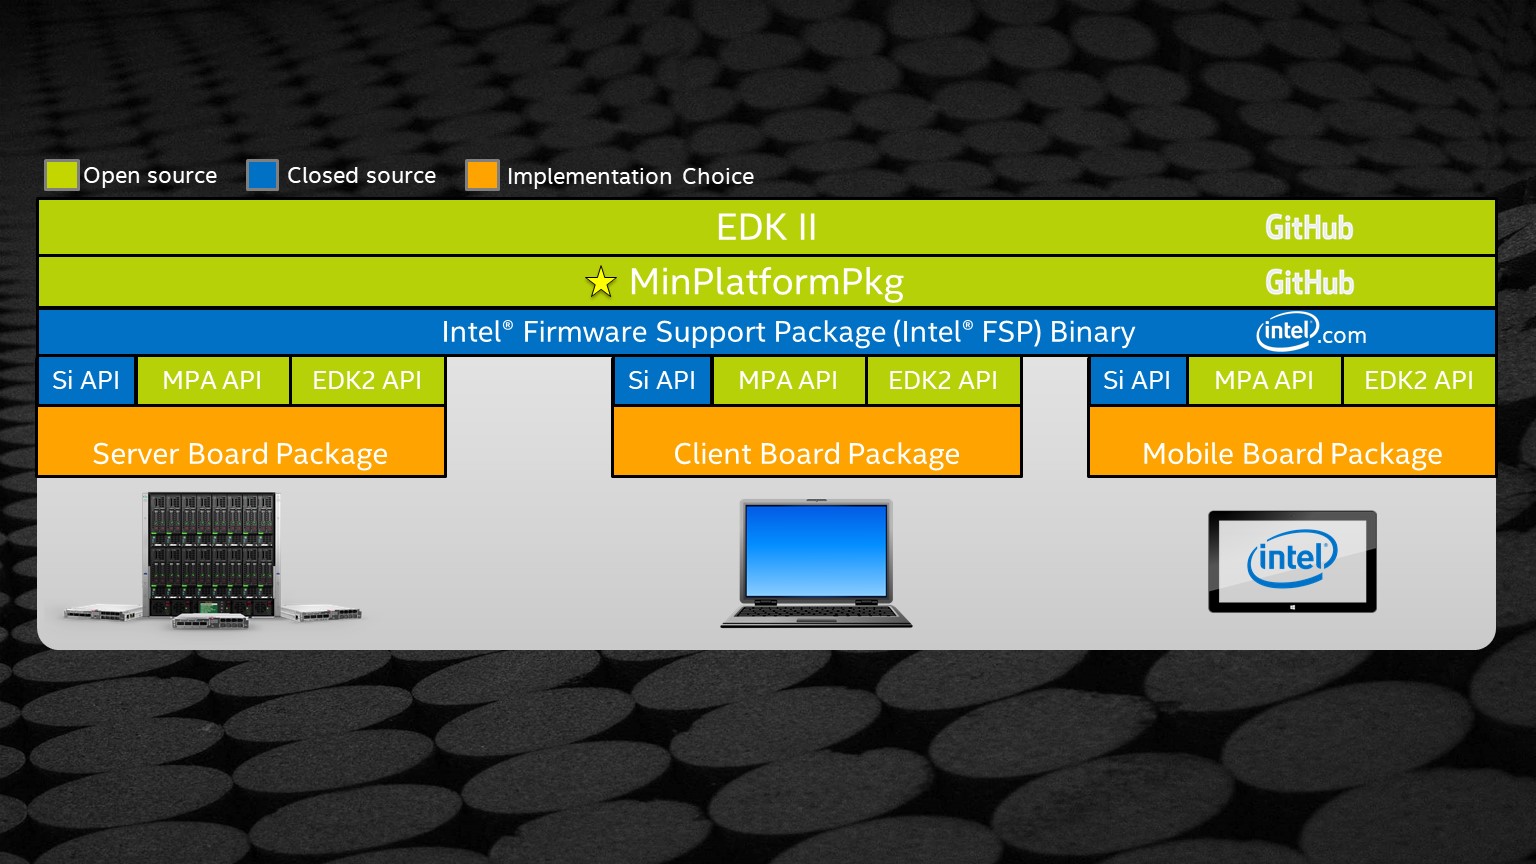 Open source Closed source Implementation Choice
EDK II GitHub
MinPlatformPkg GitHub
Intel® Firmware Support Package (Intel® FSP) Binary intel.com
Si API MPA API EDK2 API Si API MPA API EDK2 API Si API MPA API EDK2 API
Server Board Package Client Board Package Mobile Board Package
intel